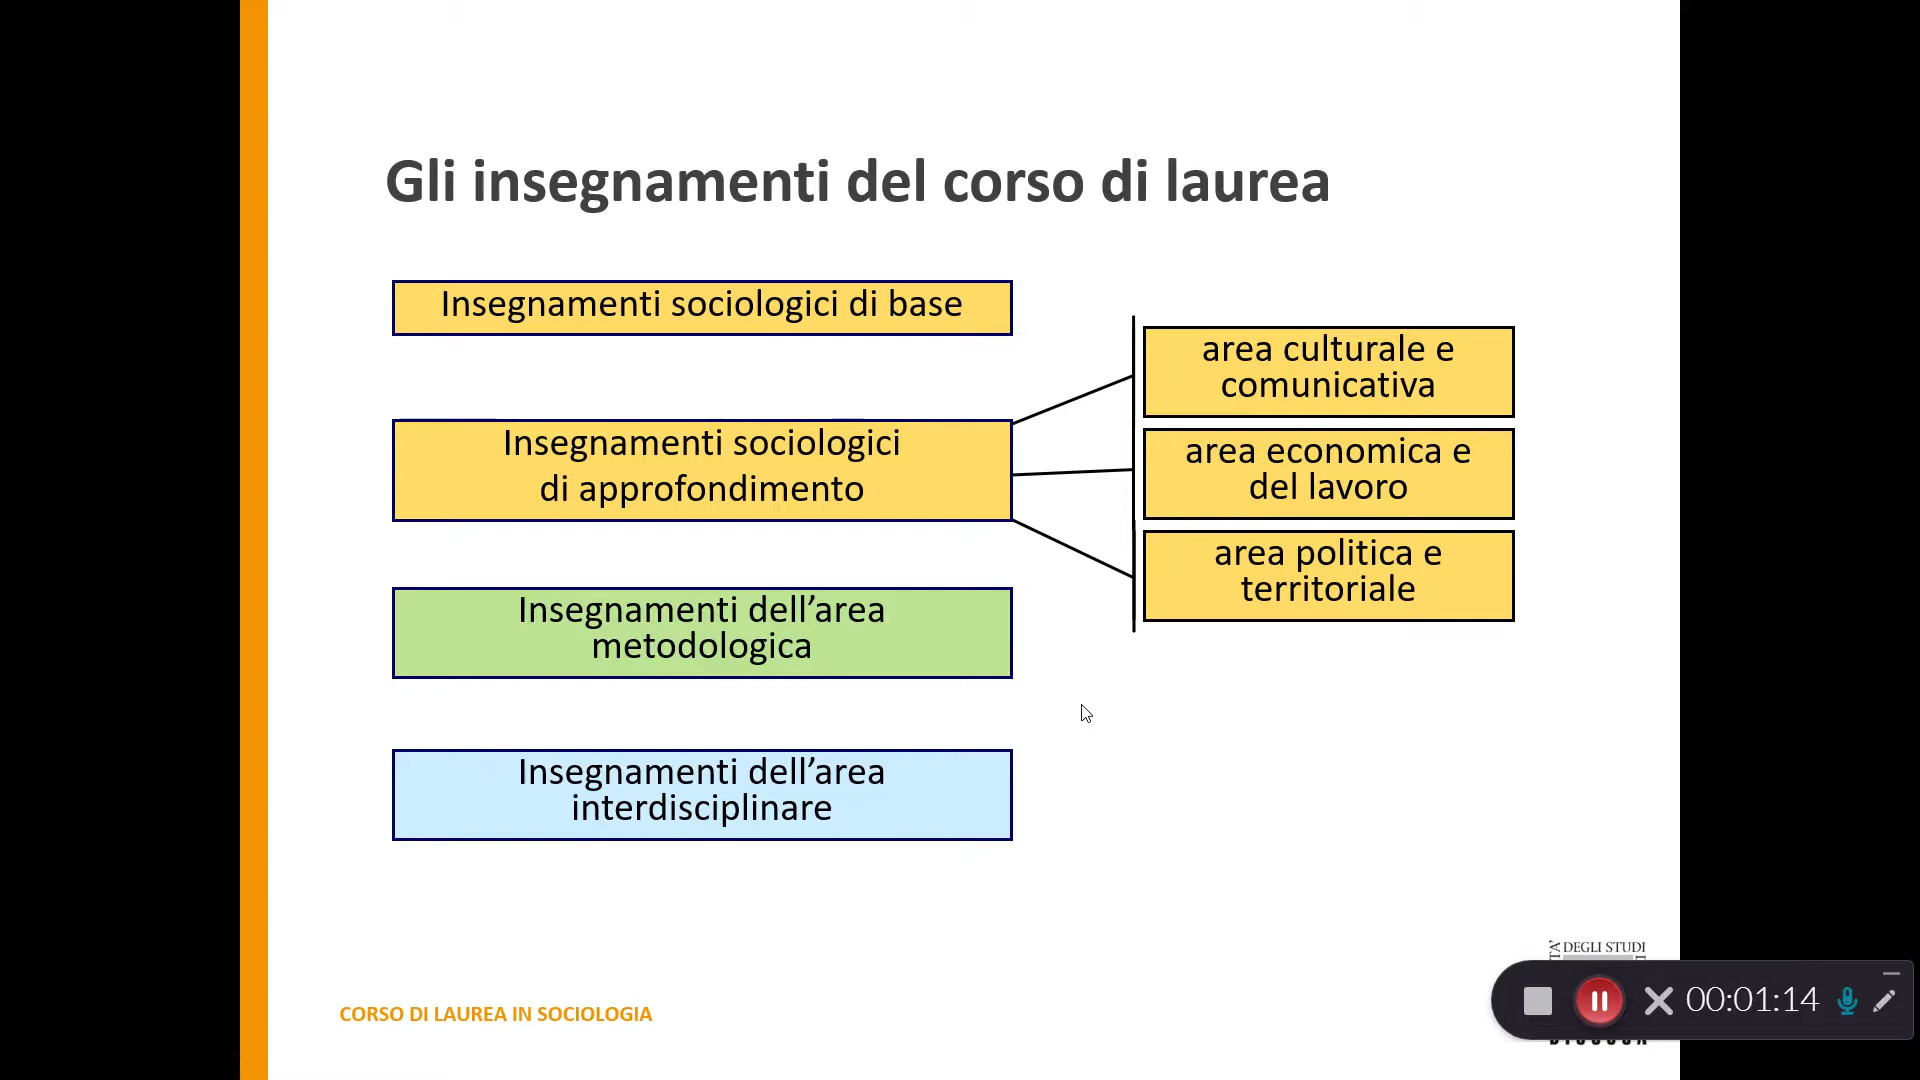 Gli insegnamenti del corso di laurea
Insegnamenti sociologici di base
Insegnamenti sociologici
di approfondimento
area culturale e
comunicativa
area economica e
del lavoro
area politica e
territoriale
Insegnamenti dell’area
metodologica
Insegnamenti dell’area
interdisciplinare
CORSO DI LAUREA IN SOCIOLOGIA
DEGLI STUDI
00:01:14